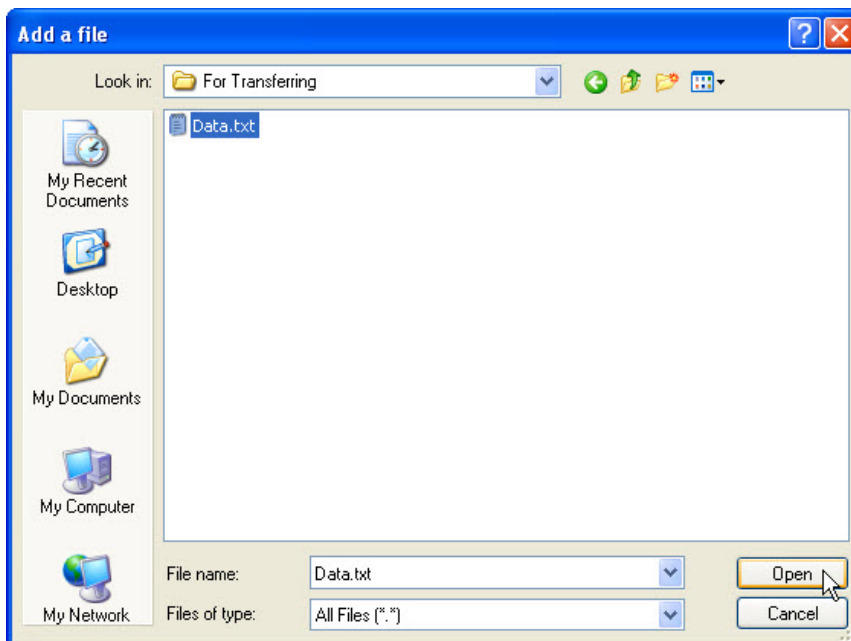 Add a file
Look in:
For Transferring
Data.txt
My Recent
Documents
Desktop
My Documents
My Computer
My Network
File name:
Data.txt
Open
Files of type:
All Files (*.*)
Cancel